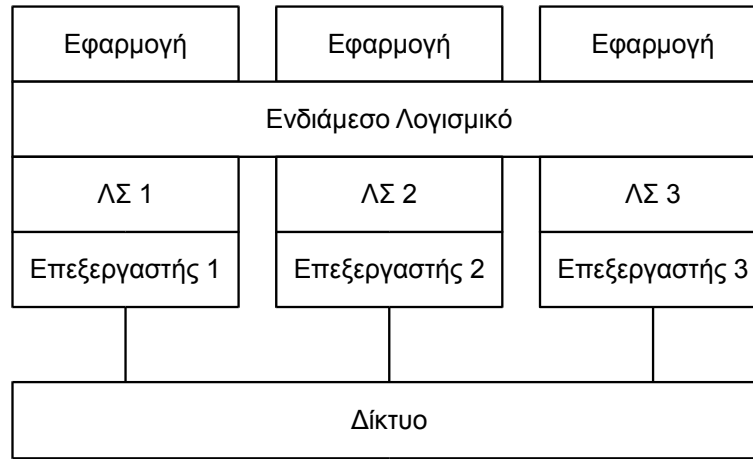 Εφαρμογή Εφαρμογή Εφαρμογή
Ενδιάμεσο Λογισμικό
ΛΣ 1 ΛΣ 2 ΛΣ 3
Επεξεργαστής 1 Επεξεργαστής 2 Επεξεργαστής 3
Δίκτυο